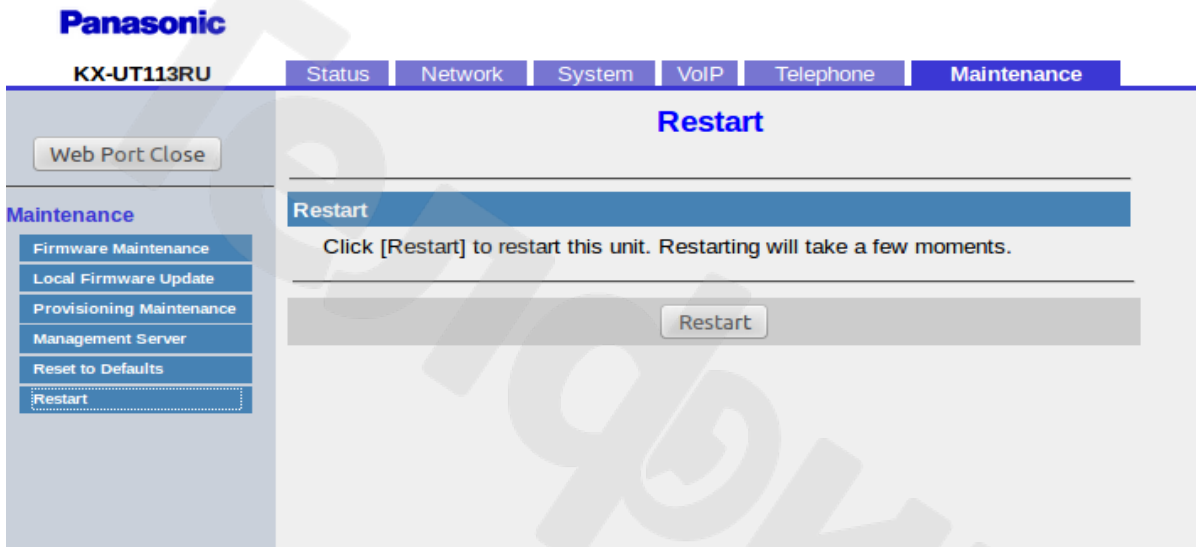 Panasonic
KX-UT113RU
Status Network System VoIP Telephone Maintenance
Web Port Close
Maintenance
Firmware Maintenance
Local Firmware Update
Provisioning Maintenance
Management Server
Reset to Defaults
Restart
Restart
Restart
Click [Restart] to restart this unit. Restarting will take a few moments.
Restart